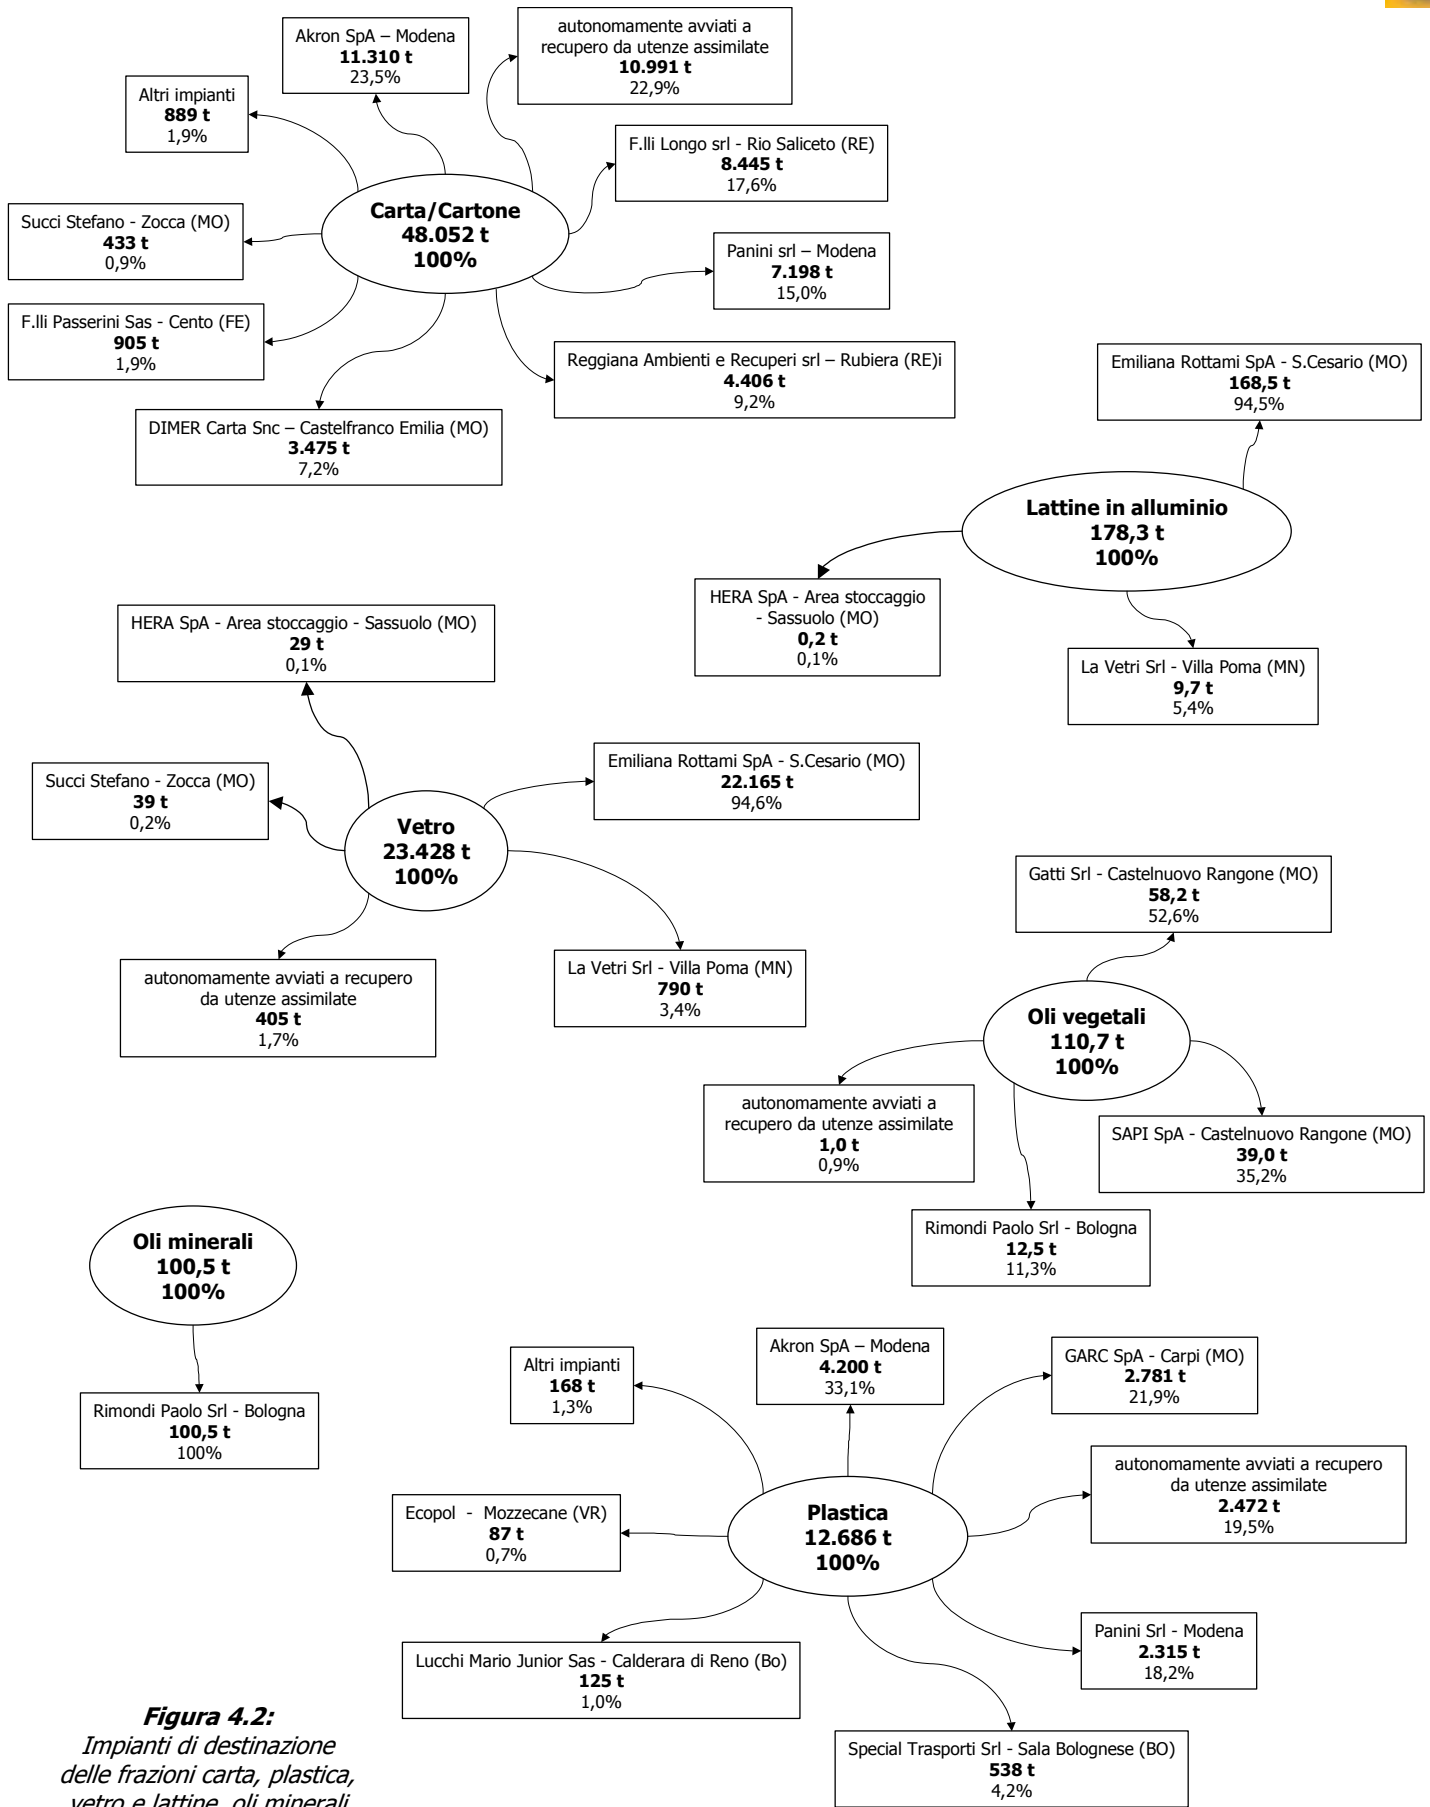 Akron SpA – Modena
11.310 t
23,5%
autonomamente avviati a
recupero da utenze assimilate
10.991 t
22,9%
Altri impianti
889 t
1,9%
F.lli Longo srl - Rio Saliceto (RE)
8.445 t
17,6%
Carta/Cartone
48.052 t
100%
Succi Stefano - Zocca (MO)
433 t
0,9%
Panini srl – Modena
7.198 t
15,0%
F.lli Passerini Sas - Cento (FE)
905 t
1,9%
Reggiana Ambienti e Recuperi srl – Rubiera (RE)i
4.406 t
9,2%
DIMER Carta Snc – Castelfranco Emilia (MO)
3.475 t
7,2%
Emiliana Rottami SpA - S.Cesario (MO)
168,5 t
94,5%
Lattine in alluminio
178,3 t
100%
HERA SpA - Area stoccaggio
- Sassuolo (MO)
0,2 t
0,1%
La Vetri Srl - Villa Poma (MN)
9,7 t
5,4%
HERA SpA - Area stoccaggio - Sassuolo (MO)
29 t
0,1%
Succi Stefano - Zocca (MO)
39 t
0,2%
Emiliana Rottami SpA - S.Cesario (MO)
22.165 t
94,6%
Vetro
23.428 t
100%
autonomamente avviati a recupero
da utenze assimilate
405 t
1,7%
La Vetri Srl - Villa Poma (MN)
790 t
3,4%
Gatti Srl - Castelnuovo Rangone (MO)
58,2 t
52,6%
Oli vegetali
110,7 t
100%
autonomamente avviati a
recupero da utenze assimilate
1,0 t
0,9%
SAPI SpA - Castelnuovo Rangone (MO)
39,0 t
35,2%
Rimondi Paolo Srl - Bologna
12,5 t
11,3%
Oli minerali
100,5 t
100%
Rimondi Paolo Srl - Bologna
100,5 t
100%
Altri impianti
168 t
1,3%
Akron SpA – Modena
4.200 t
33,1%
GARC SpA - Carpi (MO)
2.781 t
21,9%
autonomamente avviati a recupero
da utenze assimilate
2.472 t
19,5%
Ecopol - Mozzecane (VR)
87 t
0,7%
Plastica
12.686 t
100%
Panini Srl - Modena
2.315 t
18,2%
Lucchi Mario Junior Sas - Calderara di Reno (Bo)
125 t
1,0%
Special Trasporti Srl - Sala Bolognese (BO)
538 t
4,2%
Figura 4.2:
Impianti di destinazione
delle frazioni carta, plastica,
vetro e lattine, oli minerali